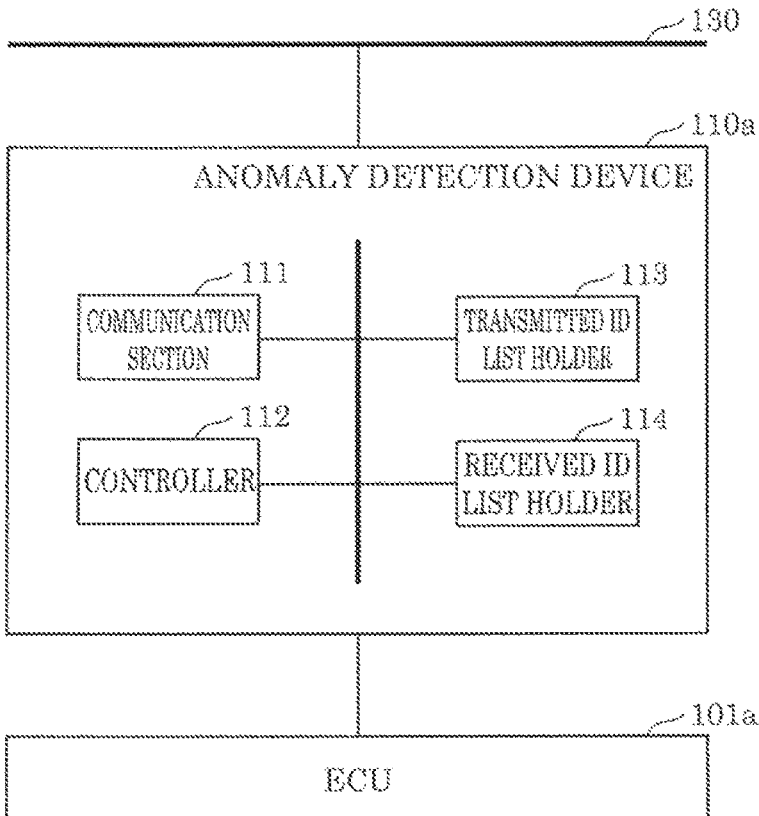 130
110a
ANOMALY DETECTION DEVICE
111
COMMUNICATION
SECTION
113
TRANSMITTED ID
LIST HOLDER
112
CONTROLLER
114
RECEIVED ID
LIST HOLDER
101a
ECU